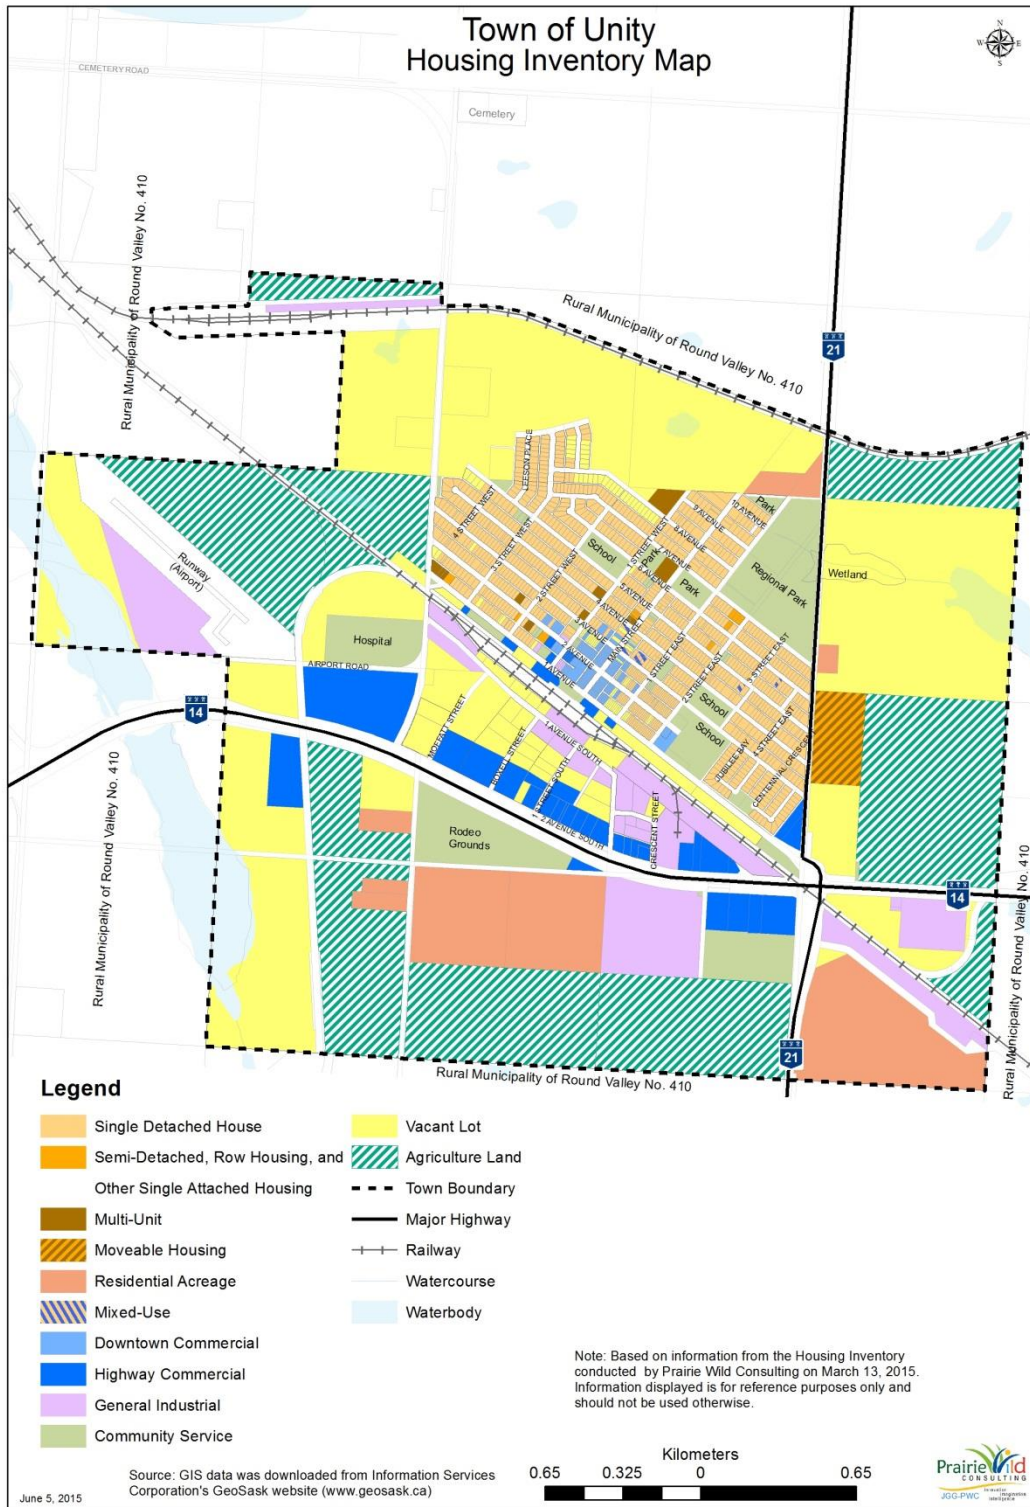 Town of Unity
Housing Inventory Map
N
W
E
S
CEMETERY ROAD
Cemetery
Rural Municipality of Round Valley No. 410
Rural Municipality of Round Valley No. 410
21
LEESON PLACE
4 STREET WEST
3 STREET WEST
2 STREET WEST
1 STREET WEST
10 AVENUE
9 AVENUE
8 AVENUE
7 AVENUE
6 AVENUE
5 AVENUE
4 AVENUE
3 AVENUE
2 AVENUE
1 AVENUE
MAIN STREET
Park
School
Park
Park
Regional Park
Wetland
Runway
(Airport)
Hospital
AIRPORT ROAD
1 STREET EAST
2 STREET EAST
3 STREET EAST
4 STREET EAST
School
School
JUBILEE BAY
CENTENNIAL CRESCENT
14
MOFFATT STREET
1 AVENUE SOUTH
1 STREET SOUTH
2 AVENUE SOUTH
CRESCENT STREET
Rodeo
Grounds
14
Rural Municipality of Round Valley No. 410
Rural Municipality of Round Valley No. 410
21
Rural Municipality of Round Valley No. 410
Legend
Single Detached House
Semi-Detached, Row Housing, and
Other Single Attached Housing
Multi-Unit
Moveable Housing
Residential Acreage
Mixed-Use
Downtown Commercial
Highway Commercial
General Industrial
Community Service
Vacant Lot
Agriculture Land
Town Boundary
Major Highway
Railway
Watercourse
Waterbody
Note: Based on information from the Housing Inventory
conducted by Prairie Wild Consulting on March 13, 2015.
Information displayed is for reference purposes only and
should not be used otherwise.
Kilometers
0.65 0.325 0 0.65
Source: GIS data was downloaded from Information Services
Corporation's GeoSask website (www.geosask.ca)
June 5, 2015
Prairie Wild
CONSULTING
JGG-PWC